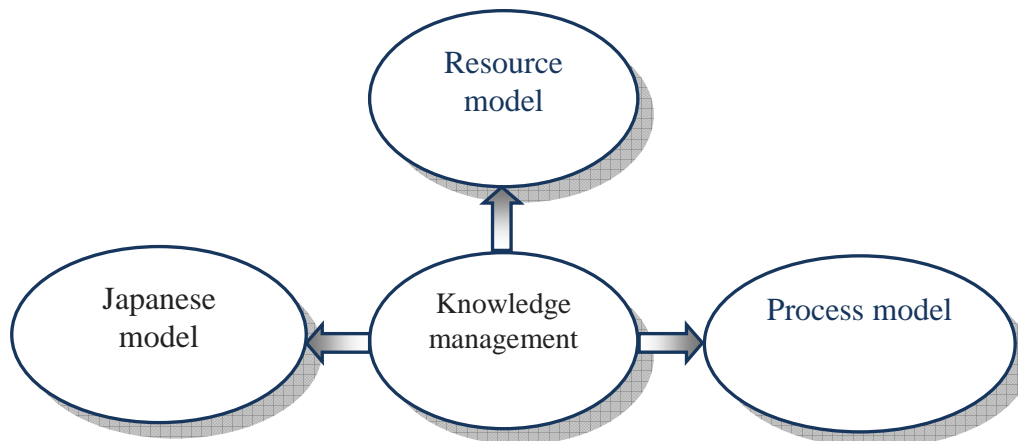 Resource
model
Japanese
model
Knowledge
management
Process model